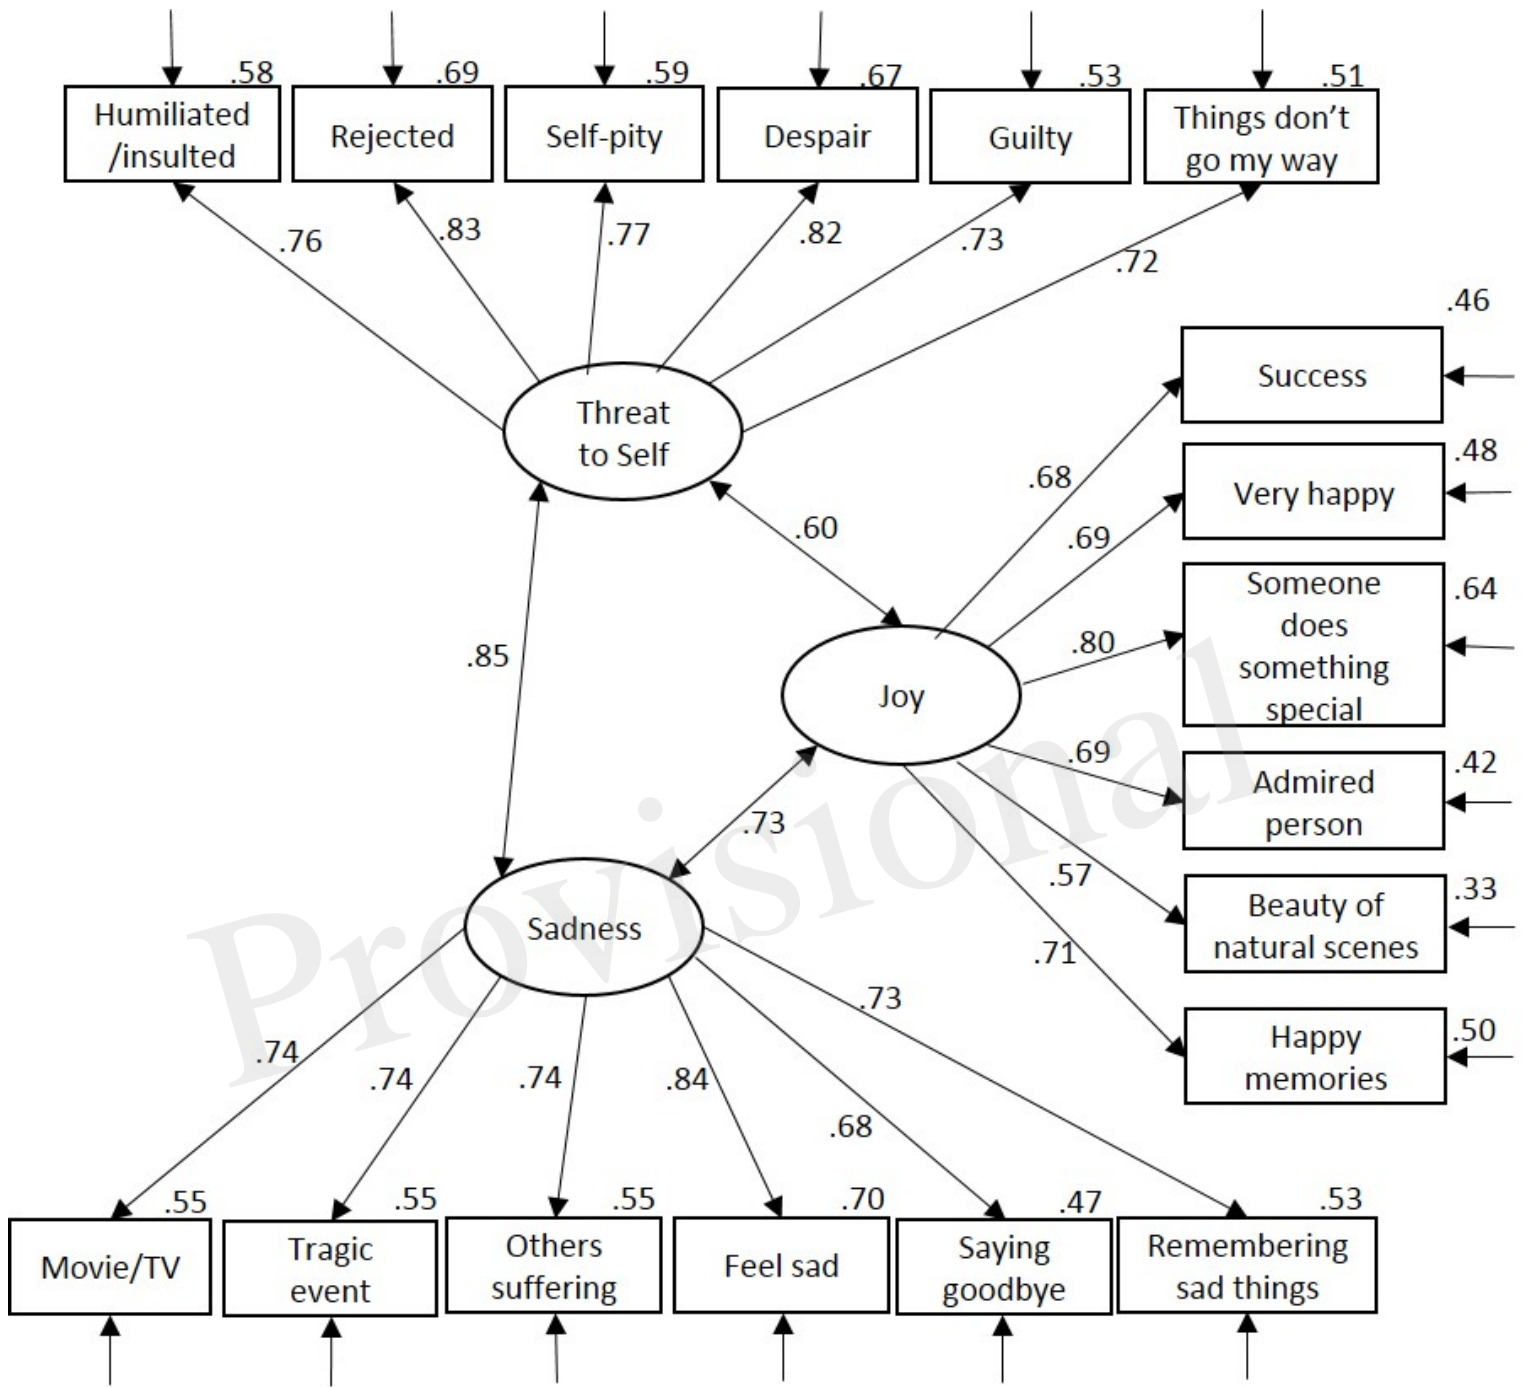 .58
.69
.59
.67
.53
.51
Humiliated
/insulted
Rejected
Self-pity
Despair
Guilty
Things don’t
go my way
.76
.83
.77
.82
.73
.72
Threat
to Self
.46
Success
.68
.48
Very happy
.69
.60
.64
Someone
does
something
special
.80
.85
Joy
.42
Admired
person
.69
.73
.33
Beauty of
natural scenes
.57
.50
Happy
memories
.71
Sadness
.74
.74
.74
.84
.68
.73
.55
.55
.55
.70
.47
.53
Movie/TV
Tragic
event
Others
suffering
Feel sad
Saying
goodbye
Remembering
sad things
Provisional